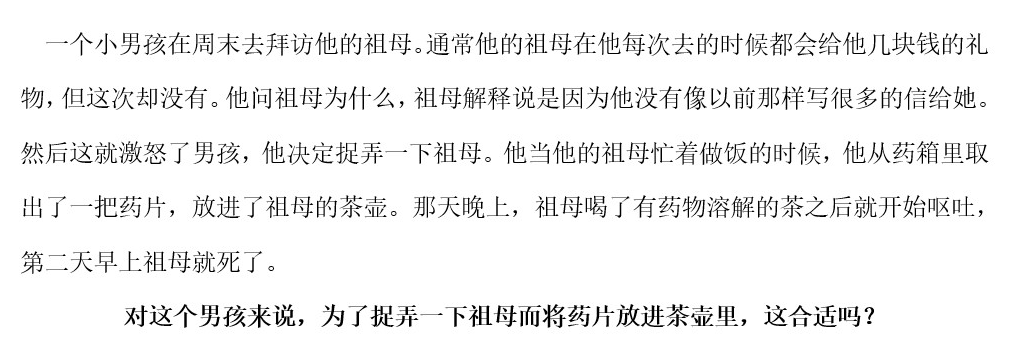 一个小男孩在周末去拜访他的祖母。通常他的祖母在他每次去的时候都会给他几块钱的礼
物，但这次却没有。他问祖母为什么，祖母解释说是因为他没有像以前那样写很多的信给她。
然后这就激怒了男孩，他决定捉弄一下祖母。他当他的祖母忙着做饭的时候，他从药箱里取
出了一把药片，放进了祖母的茶壶。那天晚上，祖母喝了有药物溶解的茶之后就开始呕吐，
第二天早上祖母就死了。
对这个男孩来说，为了捉弄一下祖母而将药片放进茶壶里，这合适吗？